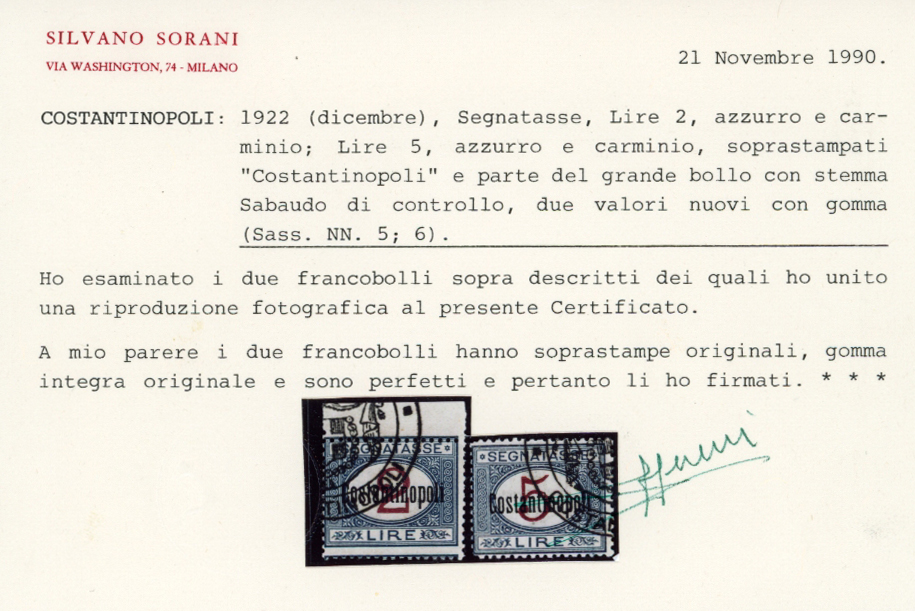 SILVANO SORANI
VIA WASHINGTON, 74 - MILANO
21 Novembre 1990.
COSTANTINOPOLI: 1922 (dicembre), Segnatasse, Lire 2, azzurro e car-
minio; Lire 5, azzurro e carminio, soprastampati
"Costantinopoli" e parte del grande bollo con stemma
Sabaudo di controllo, due valori nuovi con gomma
(Sass. NN. 5; 6).
Ho esaminato i due francobolli sopra descritti dei quali ho unito
una riproduzione fotografica al presente Certificato.
A mio parere i due francobolli hanno soprastampe originali, gomma
integra originale e sono perfetti e pertanto li ho firmati. * * *
SEGNATASSE
2
Costantinopoli
LIRE
SEGNATASSE
5
Costantinopoli
LIRE